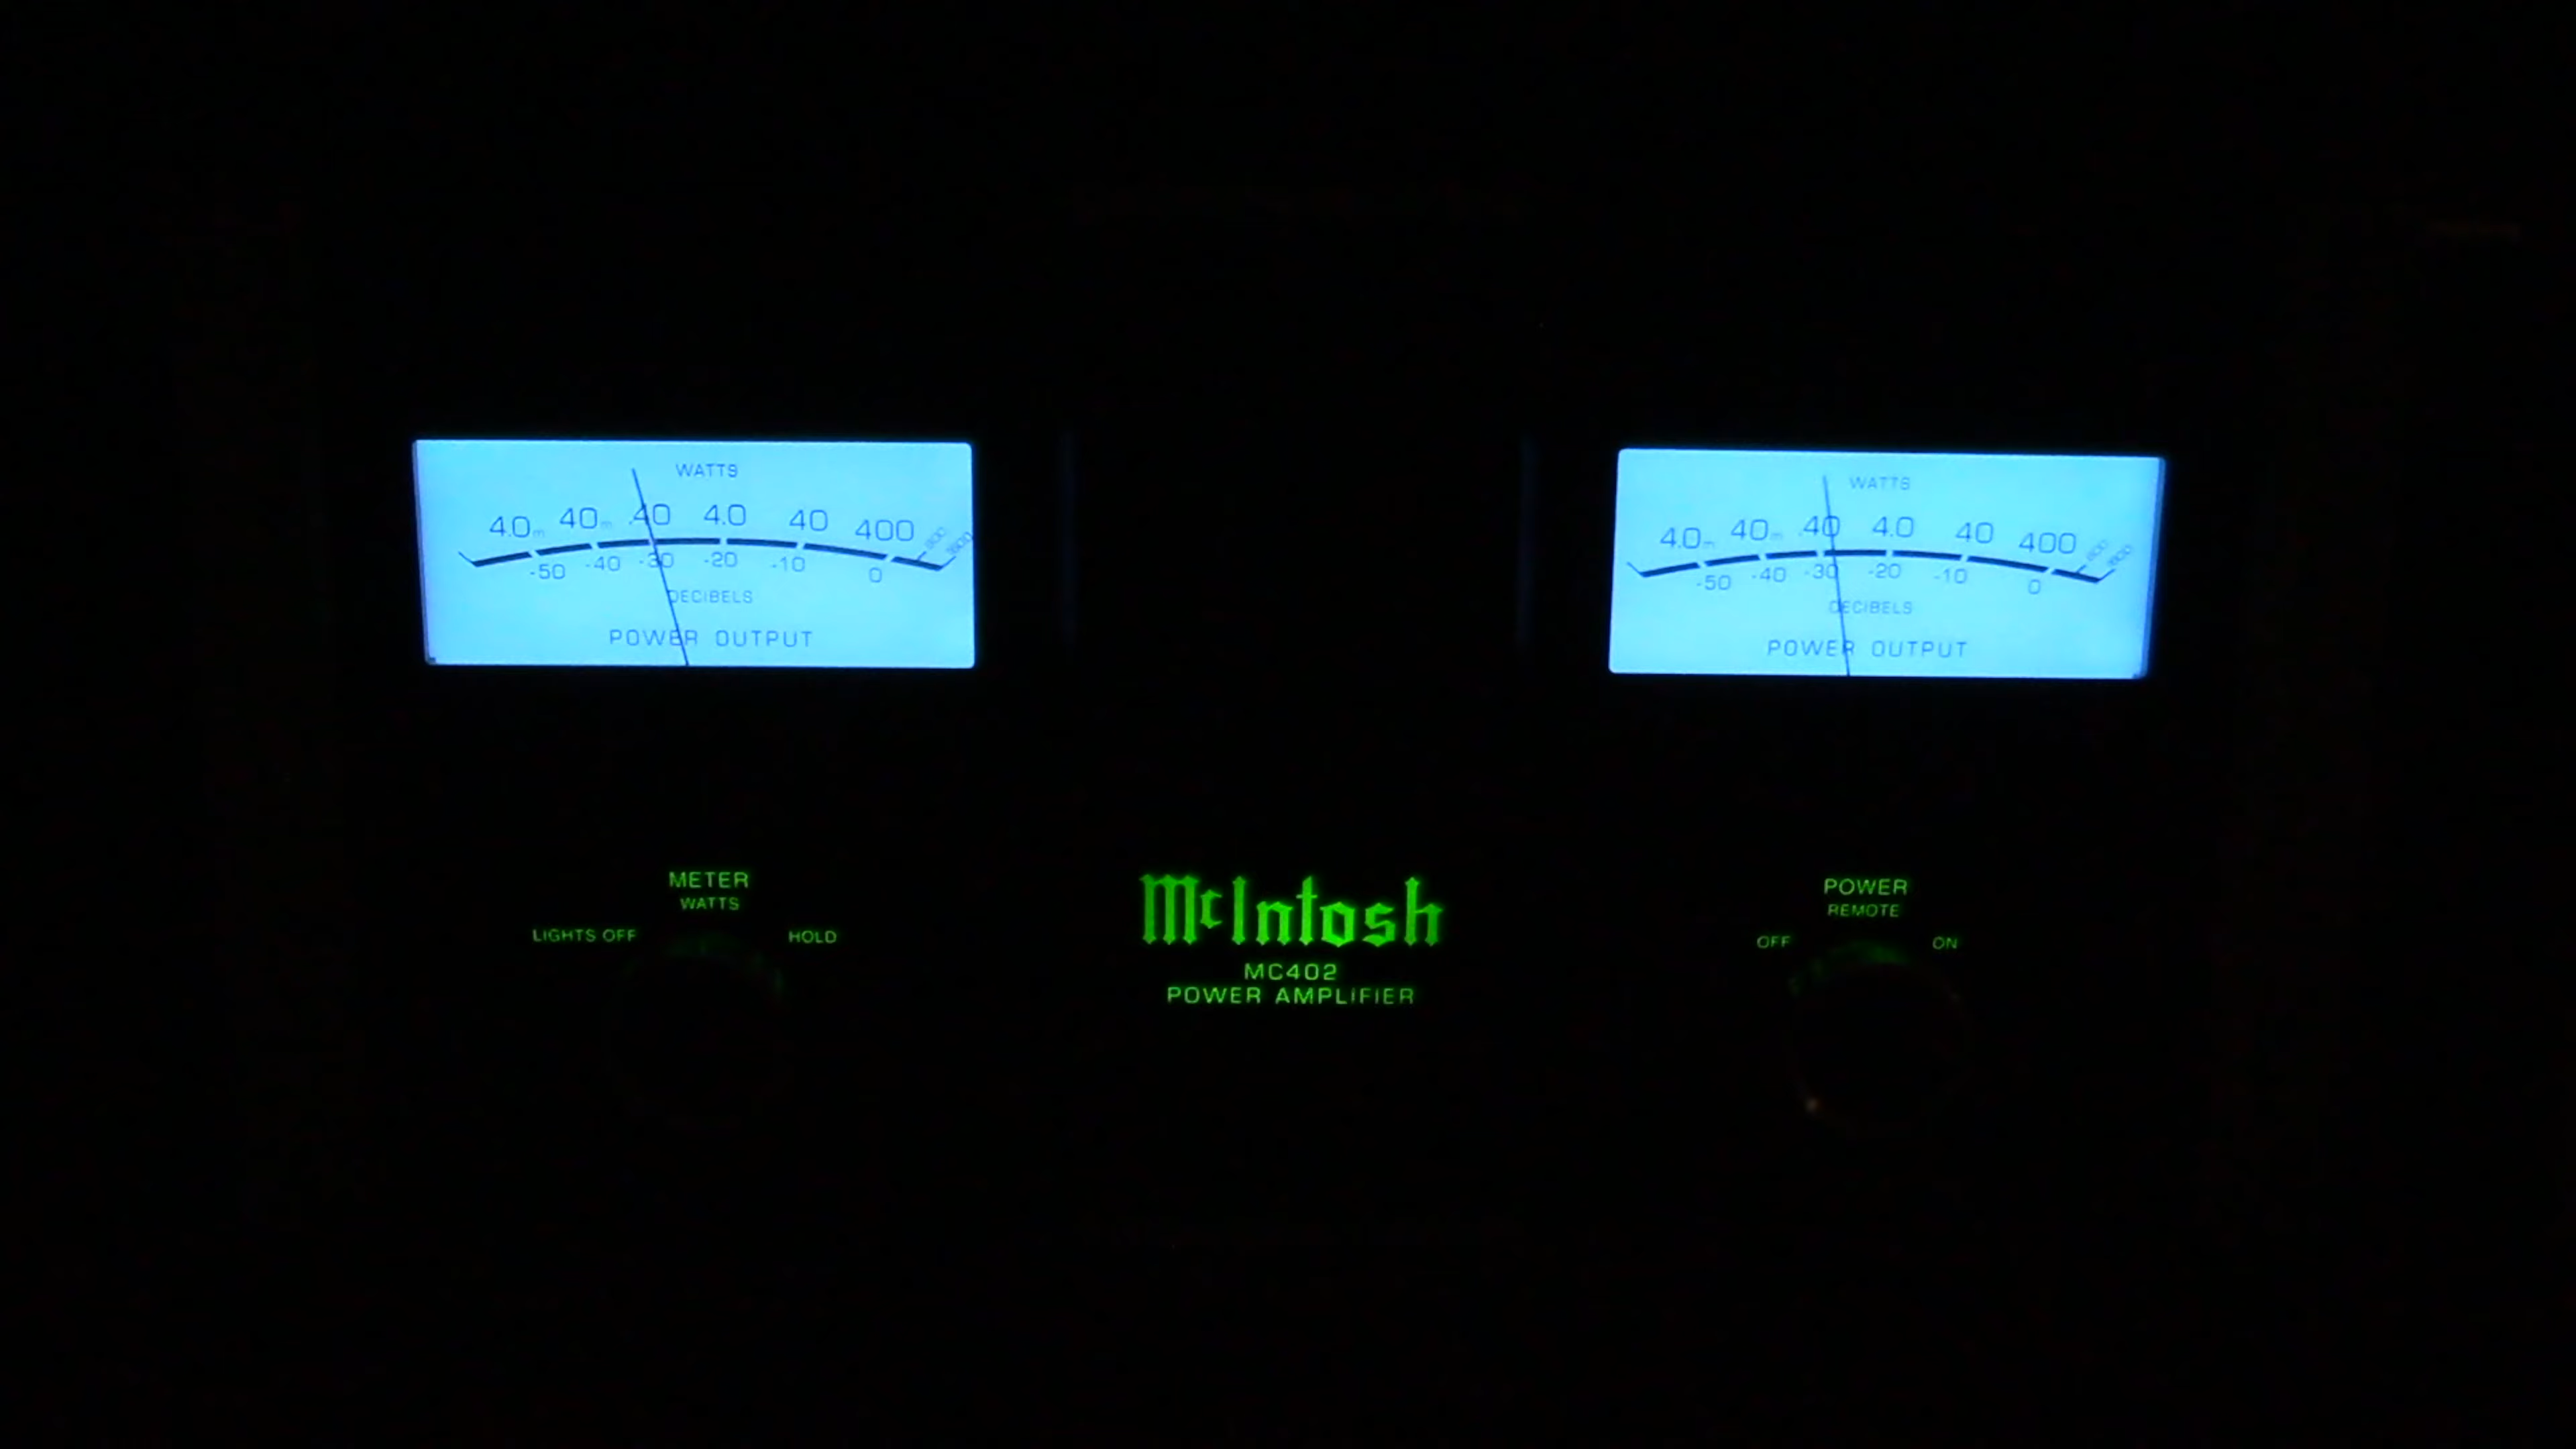 WATTS
4.0m 40m .40 4.0 40 400
-50 -40 -30 -20 -10 0
DECIBELS
POWER OUTPUT
WATTS
4.0m 40m .40 4.0 40 400
-50 -40 -30 -20 -10 0
DECIBELS
POWER OUTPUT
METER
WATTS
LIGHTS OFF HOLD
McIntosh
MC402
POWER AMPLIFIER
POWER
REMOTE
OFF ON